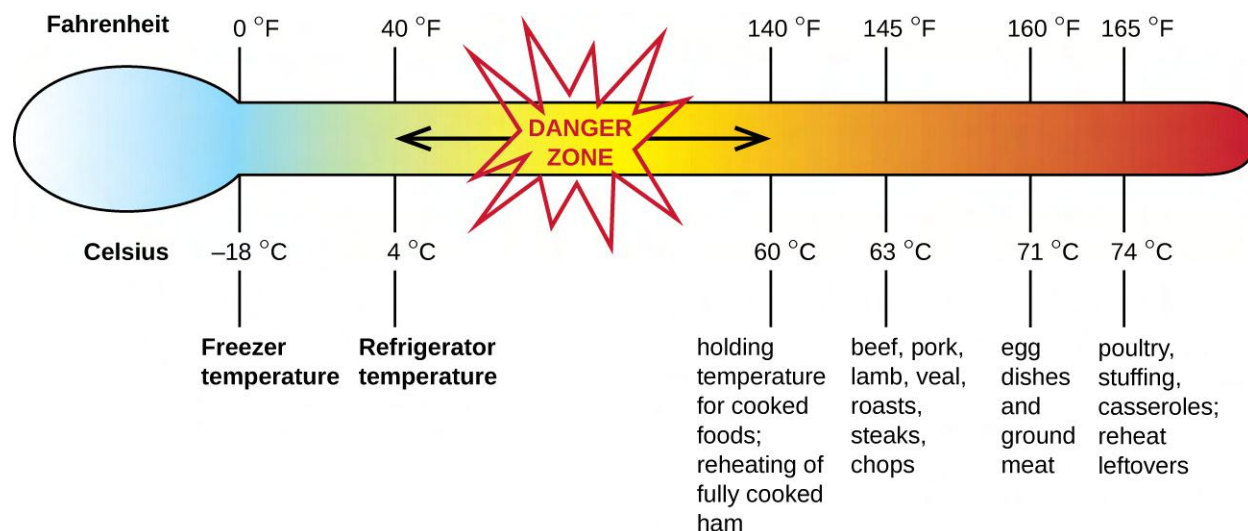 Fahrenheit 0 °F 40 °F 140 °F 145 °F 160 °F 165 °F
DANGER
ZONE
Celsius –18 °C 4 °C 60 °C 63 °C 71 °C 74 °C
Freezer
temperature
Refrigerator
temperature
holding
temperature
for cooked
foods;
reheating of
fully cooked
ham
beef, pork,
lamb, veal,
roasts,
steaks,
chops
egg
dishes
and
ground
meat
poultry,
stuffing,
casseroles;
reheat
leftovers